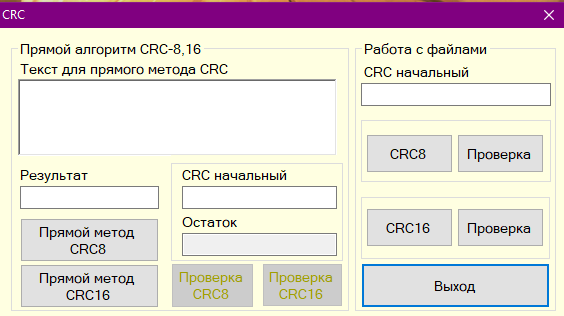 CRC
Прямой алгоритм CRC-8,16
Текст для прямого метода CRC
Результат
Прямой метод
CRC8
Прямой метод
CRC16
CRC начальный
Остаток
Проверка
CRC8
Проверка
CRC16
Работа с файлами
CRC начальный
CRC8
Проверка
CRC16
Проверка
Выход